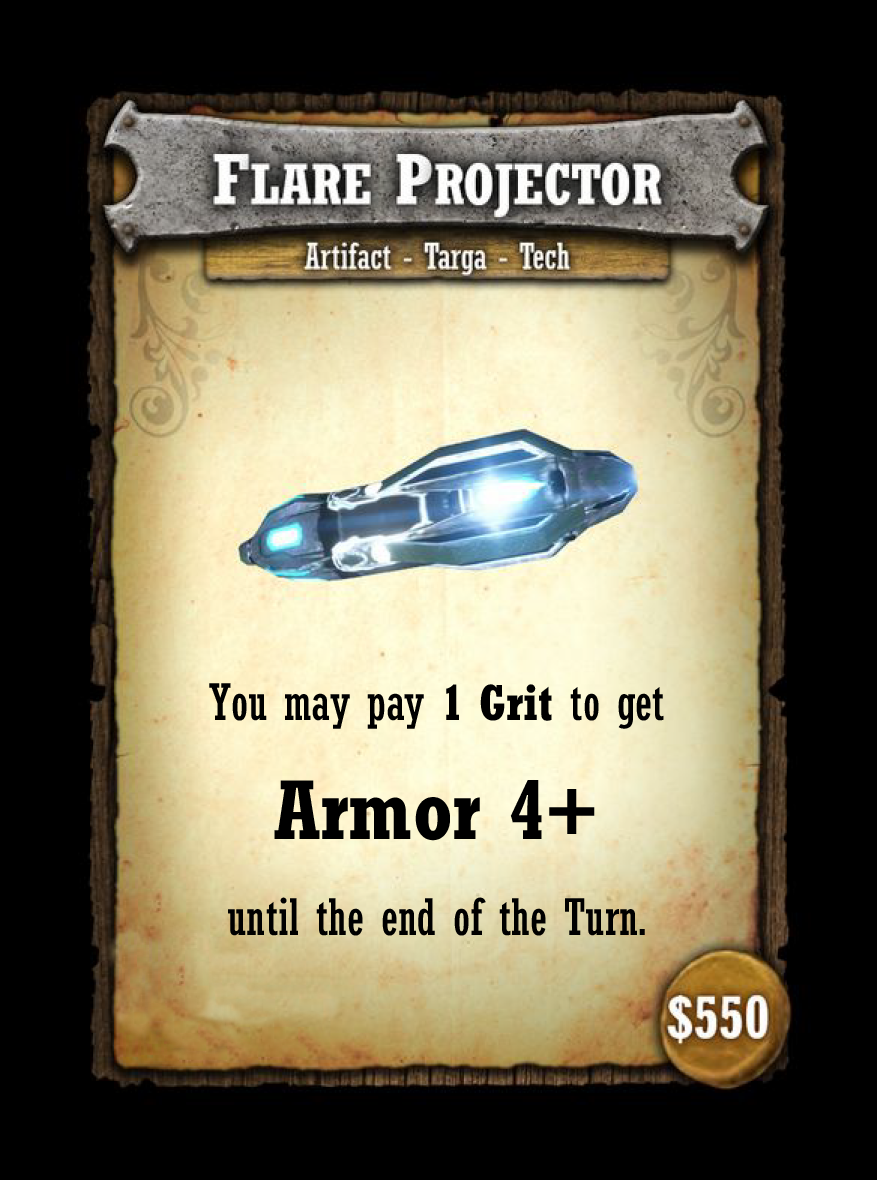 Flare Projector
Artifact - Targa - Tech
You may pay 1 Grit to get
Armor 4+
until the end of the Turn.
$550